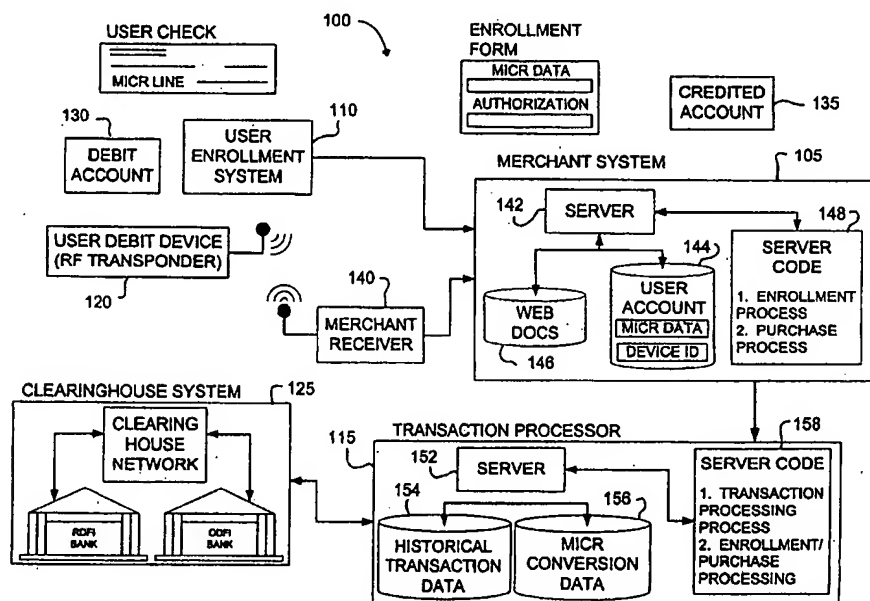 USER CHECK
MICR LINE
100
ENROLLMENT
FORM
MICR DATA
AUTHORIZATION
CREDITED
ACCOUNT
135
130
DEBIT
ACCOUNT
110
USER
ENROLLMENT
SYSTEM
MERCHANT SYSTEM
105
142
SERVER
148
SERVER
CODE
1. ENROLLMENT
PROCESS
2. PURCHASE
PROCESS
144
USER
ACCOUNT
MICR DATA
DEVICE ID
WEB
DOCS
146
USER DEBIT DEVICE
(RF TRANSPONDER)
120
140
MERCHANT
RECEIVER
CLEARINGHOUSE SYSTEM
125
CLEARING
HOUSE
NETWORK
RDFI
BANK
ODFI
BANK
TRANSACTION PROCESSOR
115
152
SERVER
154
HISTORICAL
TRANSACTION
DATA
156
MICR
CONVERSION
DATA
158
SERVER CODE
1. TRANSACTION
PROCESSING
PROCESS
2. ENROLLMENT/
PURCHASE
PROCESSING